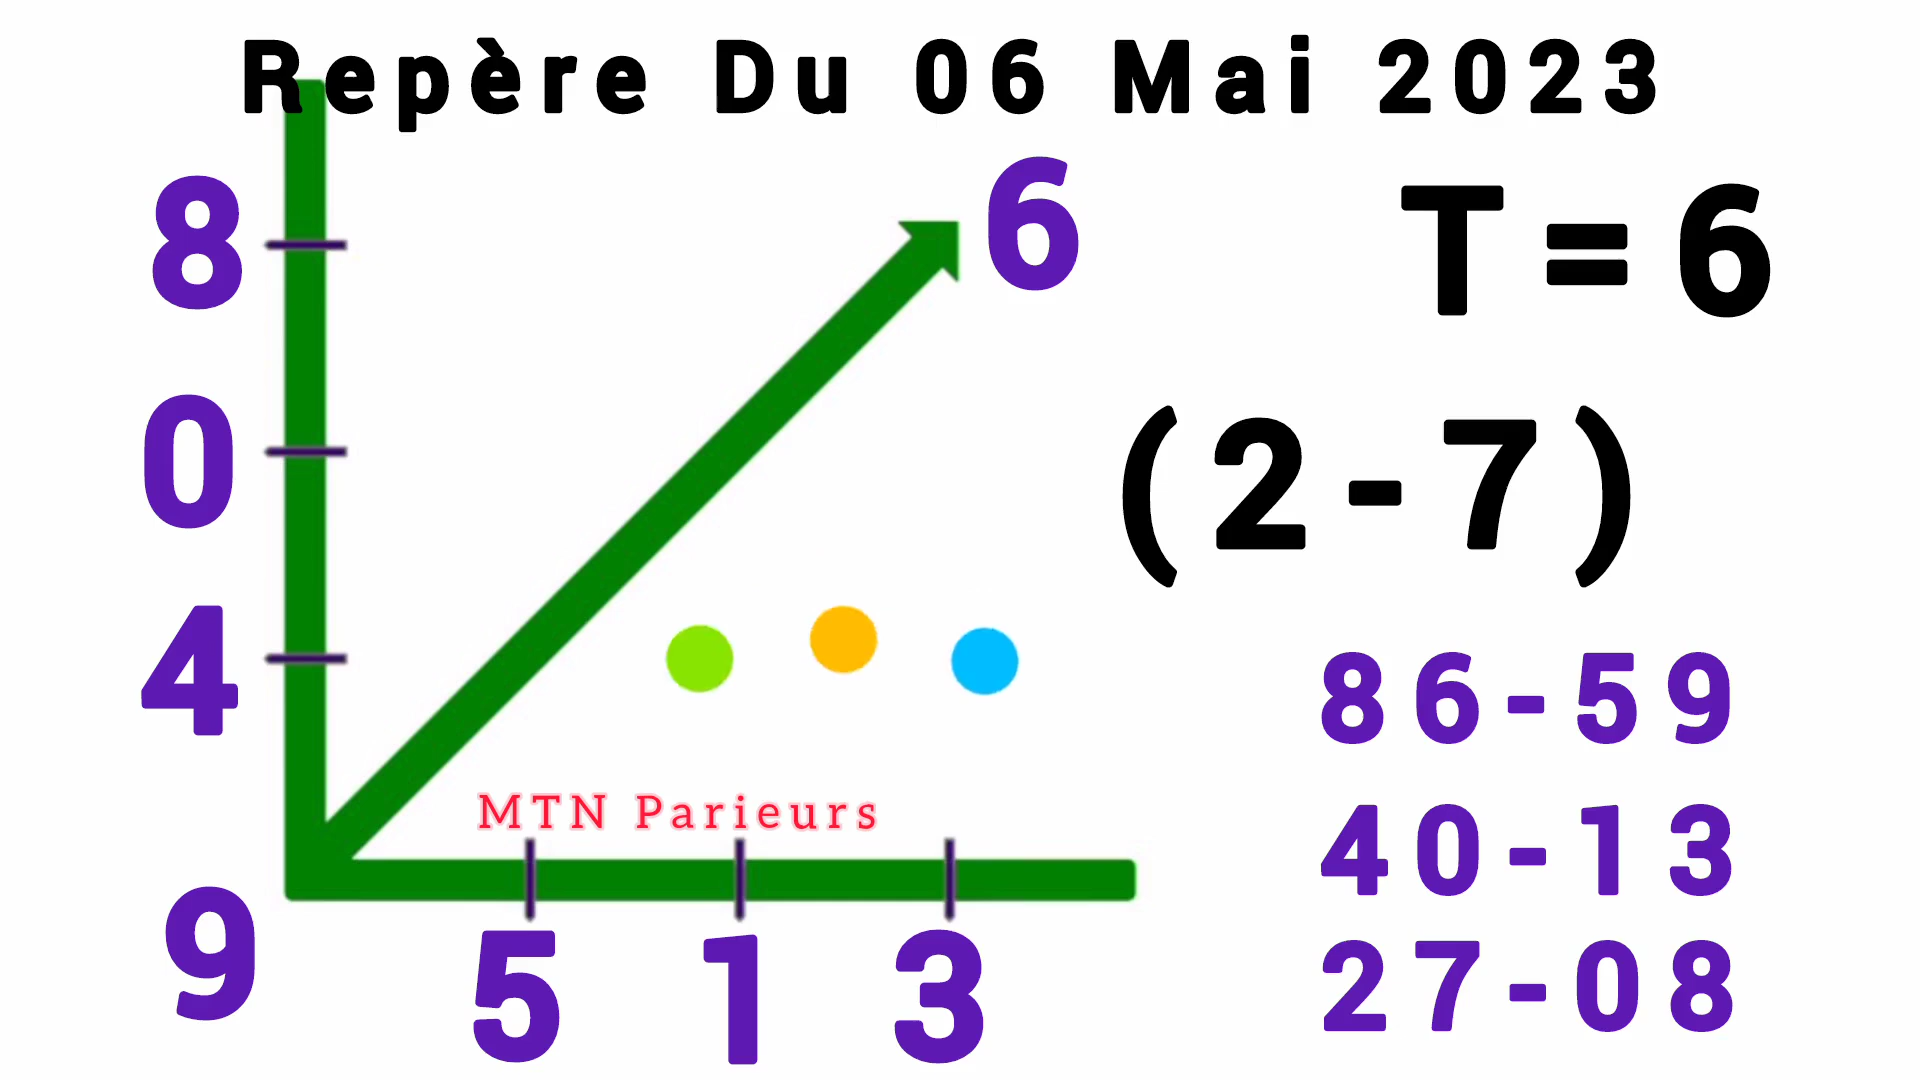 Repère Du 06 Mai 2023
8
6
T=6
0
(2-7)
4
86-59
MTN Parieurs
40-13
9
5 1 3
27-08